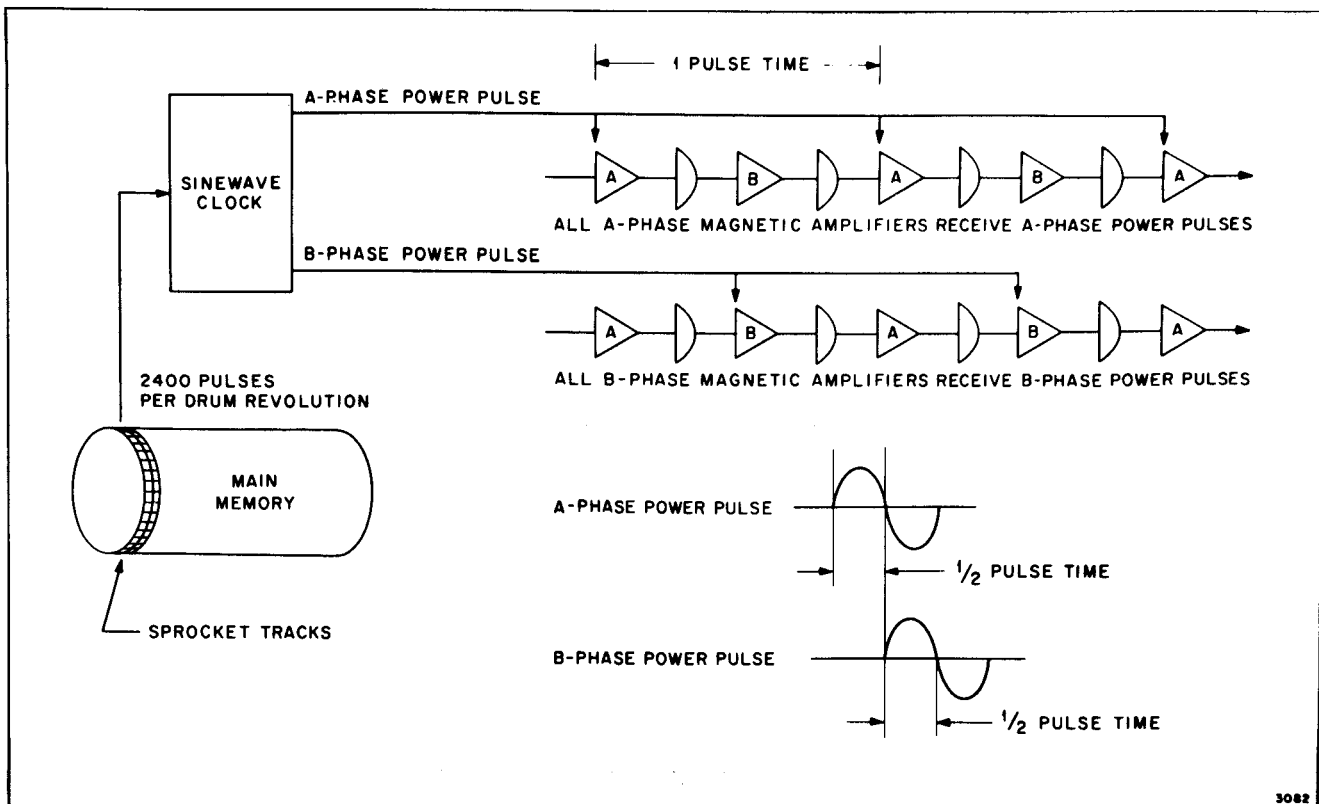 1 PULSE TIME
A-PHASE POWER PULSE
SINEWAVE
CLOCK
A B A B A
ALL A-PHASE MAGNETIC AMPLIFIERS RECEIVE A-PHASE POWER PULSES
B-PHASE POWER PULSE
A B A B A
ALL B-PHASE MAGNETIC AMPLIFIERS RECEIVE B-PHASE POWER PULSES
2400 PULSES
PER DRUM REVOLUTION
MAIN
MEMORY
SPROCKET TRACKS
A-PHASE POWER PULSE
1/2 PULSE TIME
B-PHASE POWER PULSE
1/2 PULSE TIME
3082